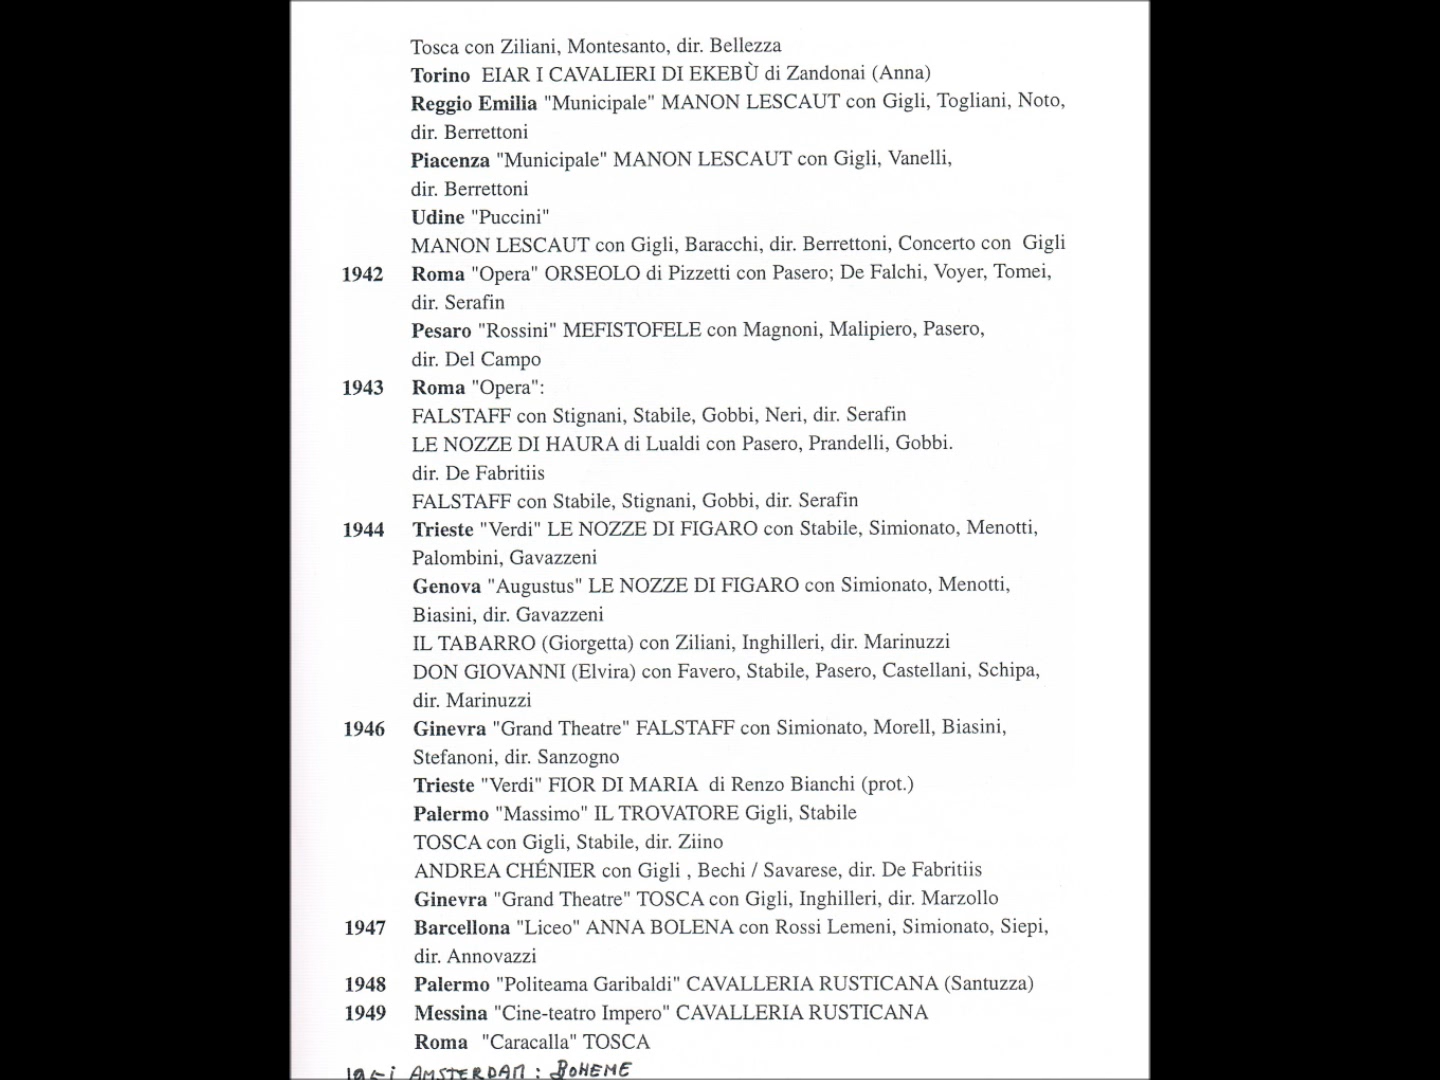 Tosca con Ziliani, Montesanto, dir. Bellezza
Torino EIAR I CAVALIERI DI EKEBÙ di Zandonai (Anna)
Reggio Emilia "Municipale" MANON LESCAUT con Gigli, Togliani, Noto,
dir. Berrettoni
Piacenza "Municipale" MANON LESCAUT con Gigli, Vanelli,
dir. Berrettoni
Udine "Puccini"
MANON LESCAUT con Gigli, Baracchi, dir. Berrettoni, Concerto con Gigli
1942 Roma "Opera" ORSEOLO di Pizzetti con Pasero; De Falchi, Voyer, Tomei,
dir. Serafin
Pesaro "Rossini" MEFISTOFELE con Magnoni, Malipiero, Pasero,
dir. Del Campo
1943 Roma "Opera":
FALSTAFF con Stignani, Stabile, Gobbi, Neri, dir. Serafin
LE NOZZE DI HAURA di Lualdi con Pasero, Prandelli, Gobbi.
dir. De Fabritiis
FALSTAFF con Stabile, Stignani, Gobbi, dir. Serafin
1944 Trieste "Verdi" LE NOZZE DI FIGARO con Stabile, Simionato, Menotti,
Palombini, Gavazzeni
Genova "Augustus" LE NOZZE DI FIGARO con Simionato, Menotti,
Biasini, dir. Gavazzeni
IL TABARRO (Giorgetta) con Ziliani, Inghilleri, dir. Marinuzzi
DON GIOVANNI (Elvira) con Favero, Stabile, Pasero, Castellani, Schipa,
dir. Marinuzzi
1946 Ginevra "Grand Theatre" FALSTAFF con Simionato, Morell, Biasini,
Stefanoni, dir. Sanzogno
Trieste "Verdi" FIOR DI MARIA di Renzo Bianchi (prot.)
Palermo "Massimo" IL TROVATORE Gigli, Stabile
TOSCA con Gigli, Stabile, dir. Ziino
ANDREA CHÉNIER con Gigli , Bechi / Savarese, dir. De Fabritiis
Ginevra "Grand Theatre" TOSCA con Gigli, Inghilleri, dir. Marzollo
1947 Barcellona "Liceo" ANNA BOLENA con Rossi Lemeni, Simionato, Siepi,
dir. Annovazzi
1948 Palermo "Politeama Garibaldi" CAVALLERIA RUSTICANA (Santuzza)
1949 Messina "Cine-teatro Impero" CAVALLERIA RUSTICANA
Roma "Caracalla" TOSCA
AMSTERDAM : BOHEME